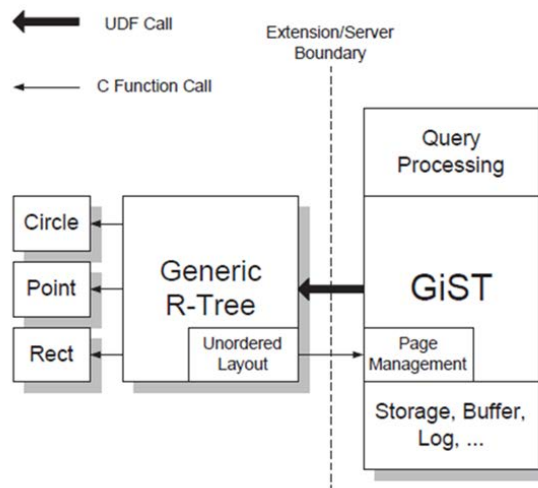 UDF Call
Extension/Server
Boundary
C Function Call
Query
Processing
Circle
Point
Rect
Generic
R-Tree
Unordered
Layout
GiST
Page
Management
Storage, Buffer,
Log, ...